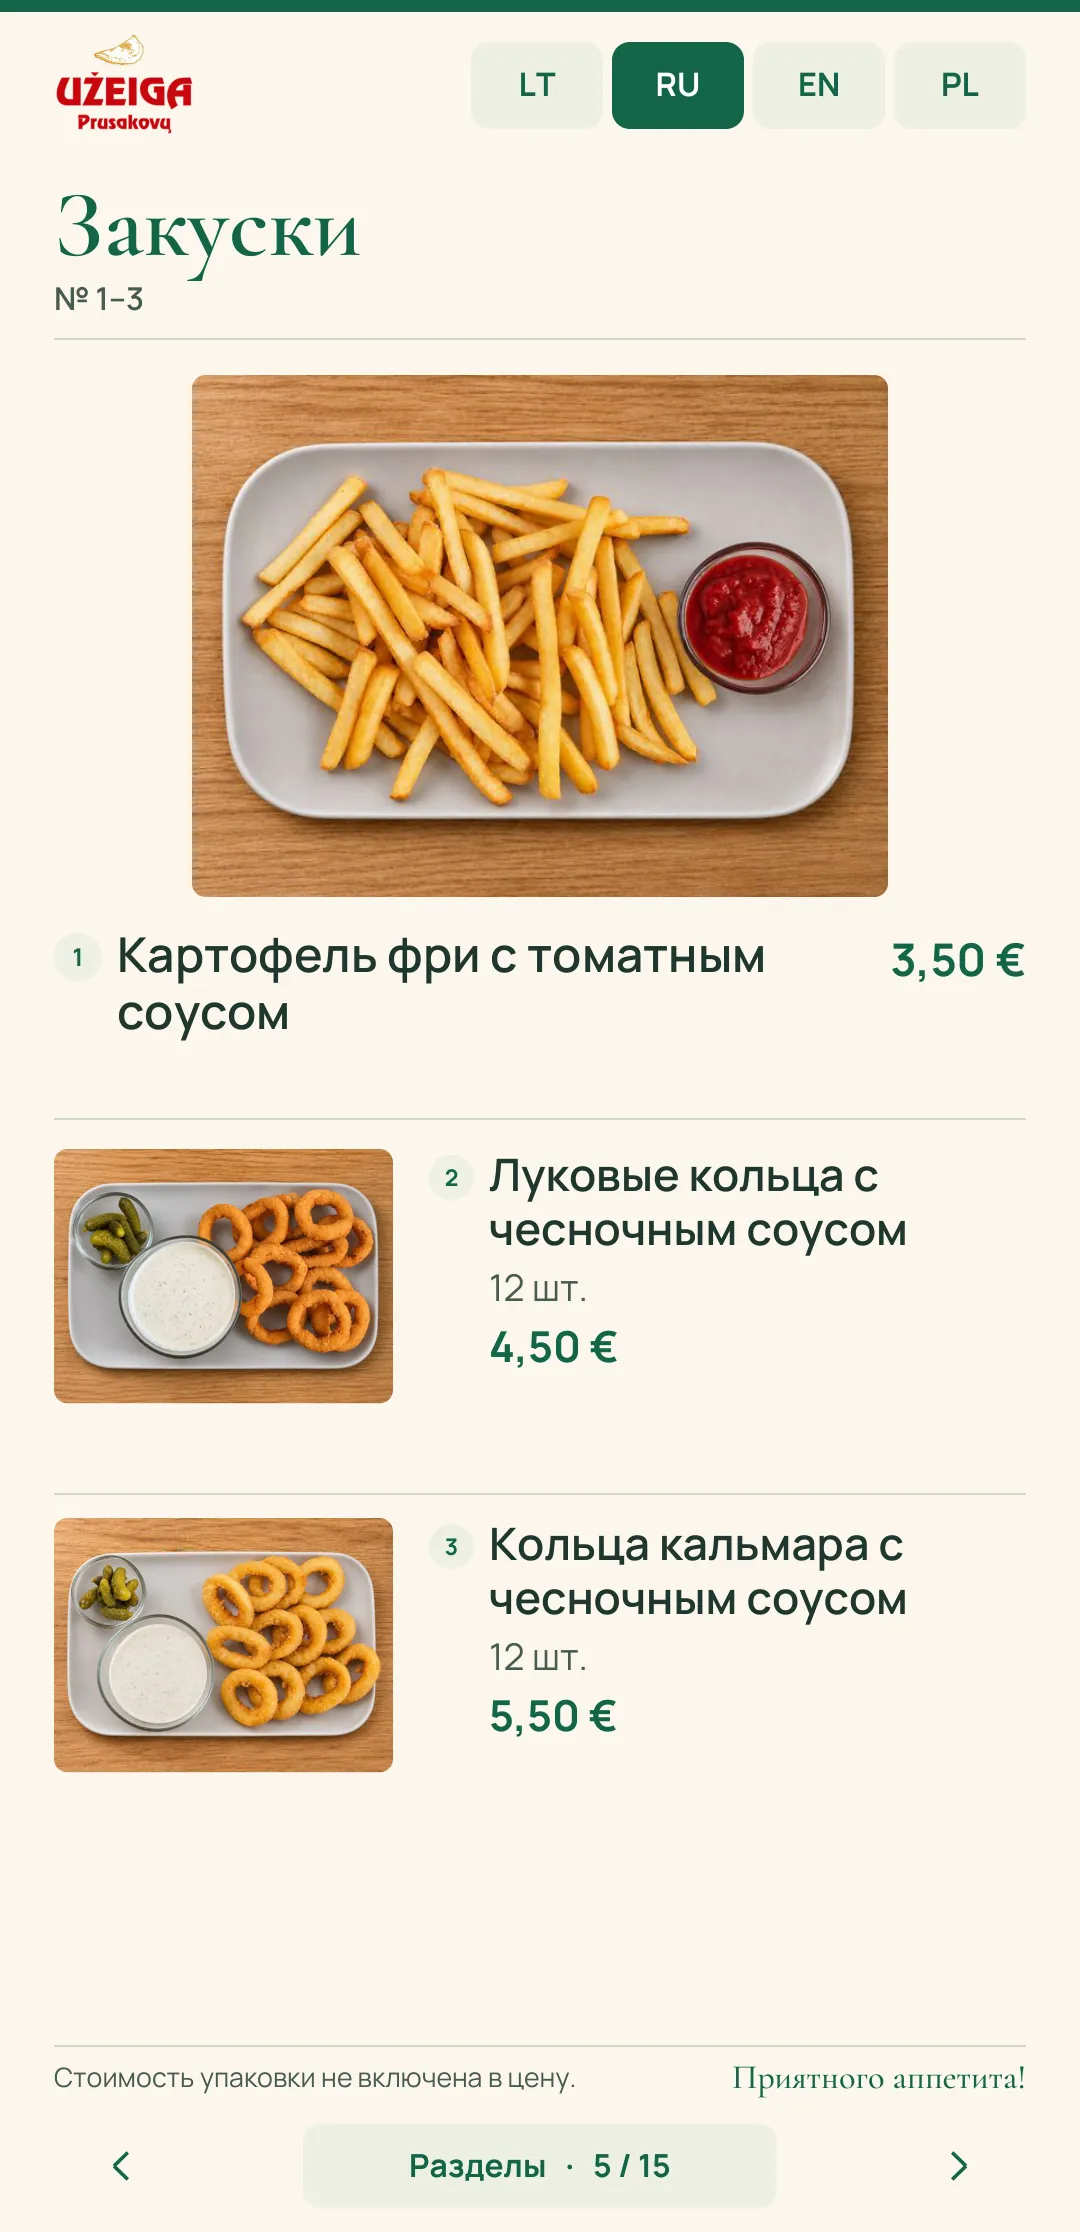 UŽEIGA
Prusakovų
LT
RU
EN
PL
Закуски
№ 1–3
1
Картофель фри с томатным
соусом
3,50 €
2
Луковые кольца с
чесночным соусом
12 шт.
4,50 €
3
Кольца кальмара с
чесночным соусом
12 шт.
5,50 €
Стоимость упаковки не включена в цену.
Приятного аппетита!
Разделы · 5 / 15